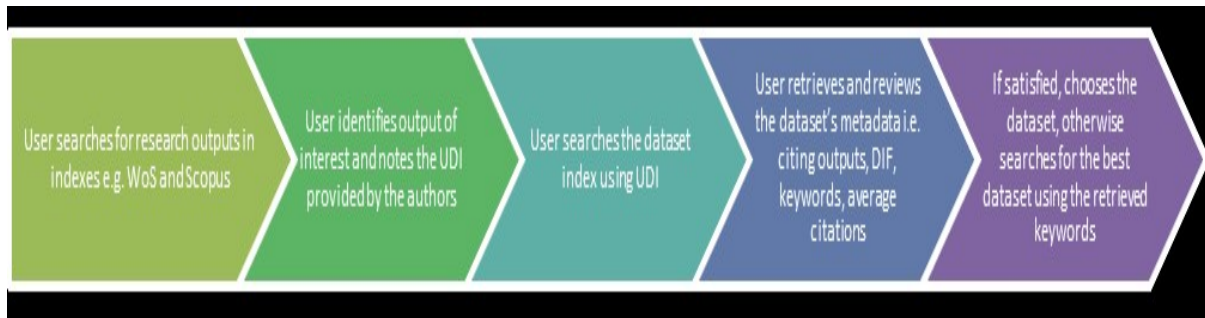 User searches for research outputs in
indexes e.g. WoS and Scopus
User identifies output of
interest and notes the UDI
provided by the authors
User searches the dataset
index using UDI
User retrieves and reviews
the dataset's metadata i.e.
citing outputs, DIF,
keywords, average
citations
If satisfied, chooses the
dataset, otherwise
searches for the best
dataset using the retrieved
keywords